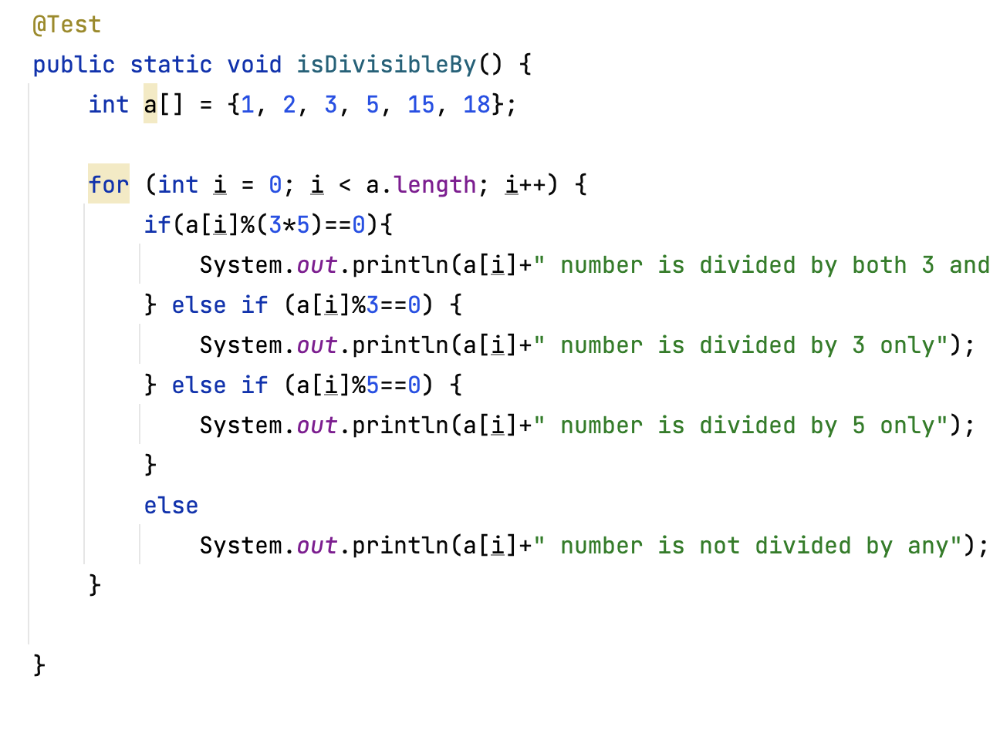 @Test
public static void isDivisibleBy() {
    int a[] = {1, 2, 3, 5, 15, 18};
    for (int i = 0; i < a.length; i++) {
        if(a[i]%(3*5)==0){
            System.out.println(a[i]+" number is divided by both 3 and
        } else if (a[i]%3==0) {
            System.out.println(a[i]+" number is divided by 3 only");
        } else if (a[i]%5==0) {
            System.out.println(a[i]+" number is divided by 5 only");
        }
        else
            System.out.println(a[i]+" number is not divided by any");
    }
}